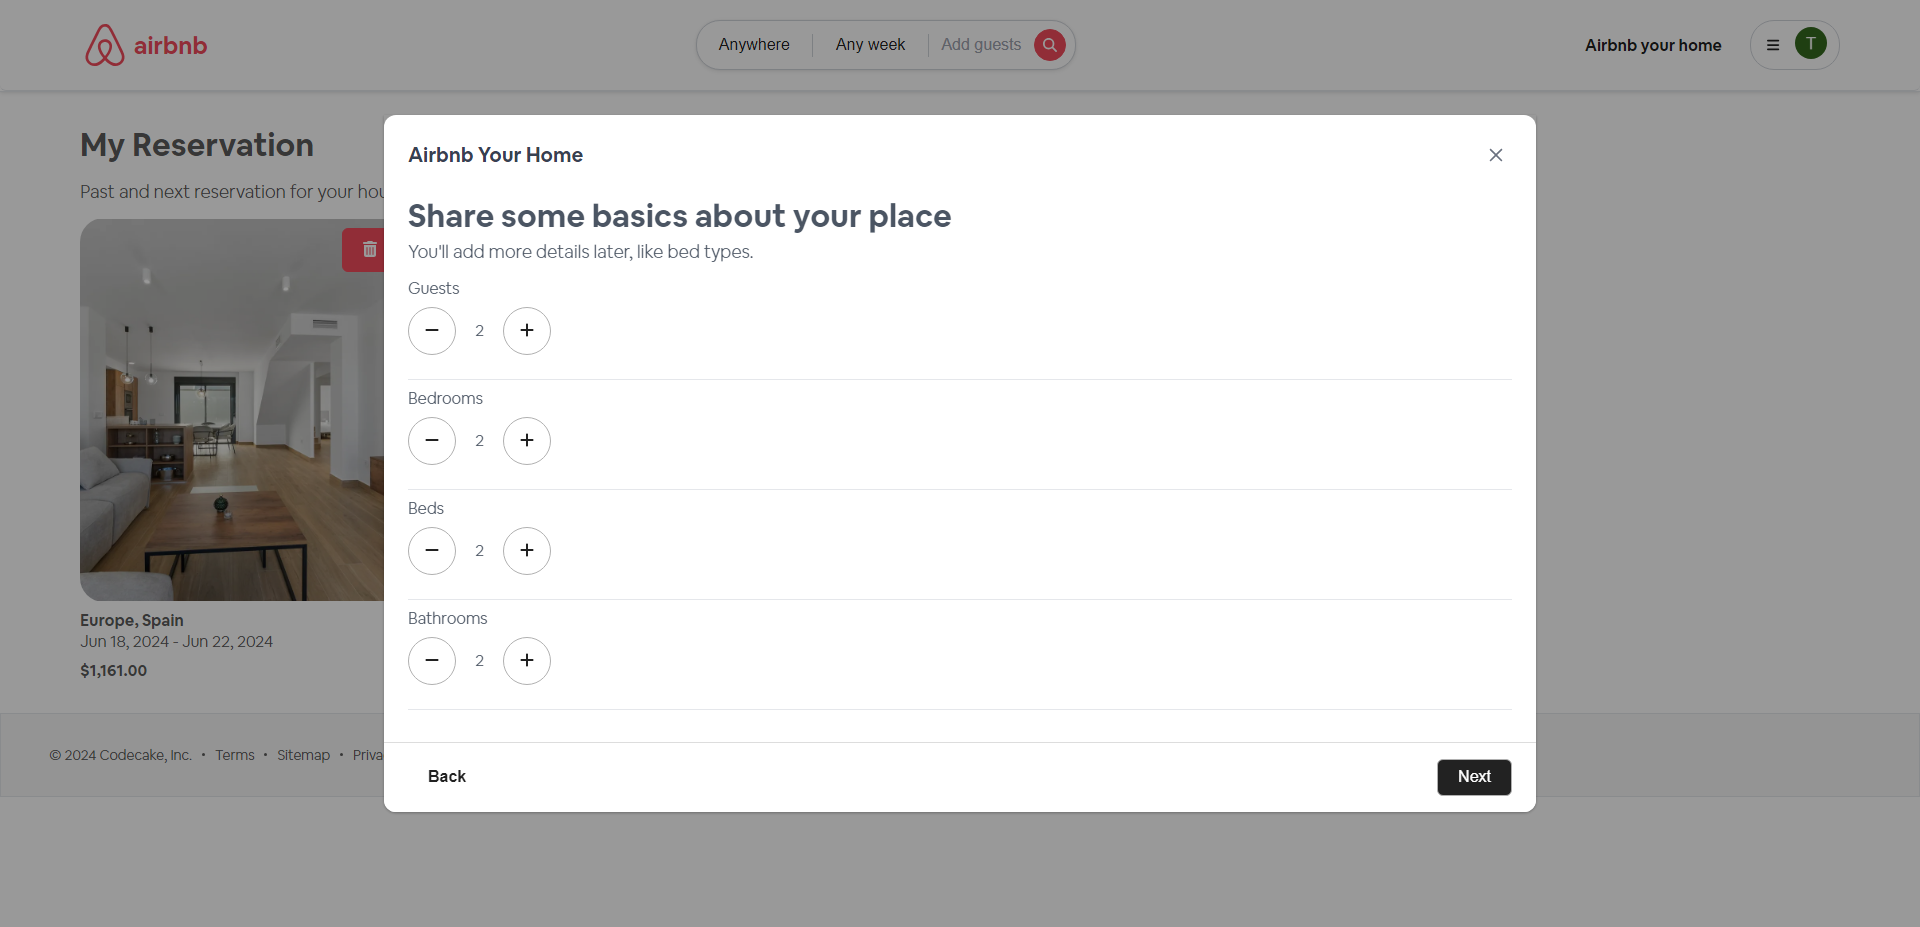 airbnb
Anywhere
Any week
Add guests
Airbnb your home
T
My Reservation
Past and next reservation for your hou
Europe, Spain
Jun 18, 2024 - Jun 22, 2024
$1,161.00
Airbnb Your Home
Share some basics about your place
You'll add more details later, like bed types.
Guests
2
Bedrooms
2
Beds
2
Bathrooms
2
Back
Next
© 2024 Codecake, Inc. · Terms · Sitemap · Priva